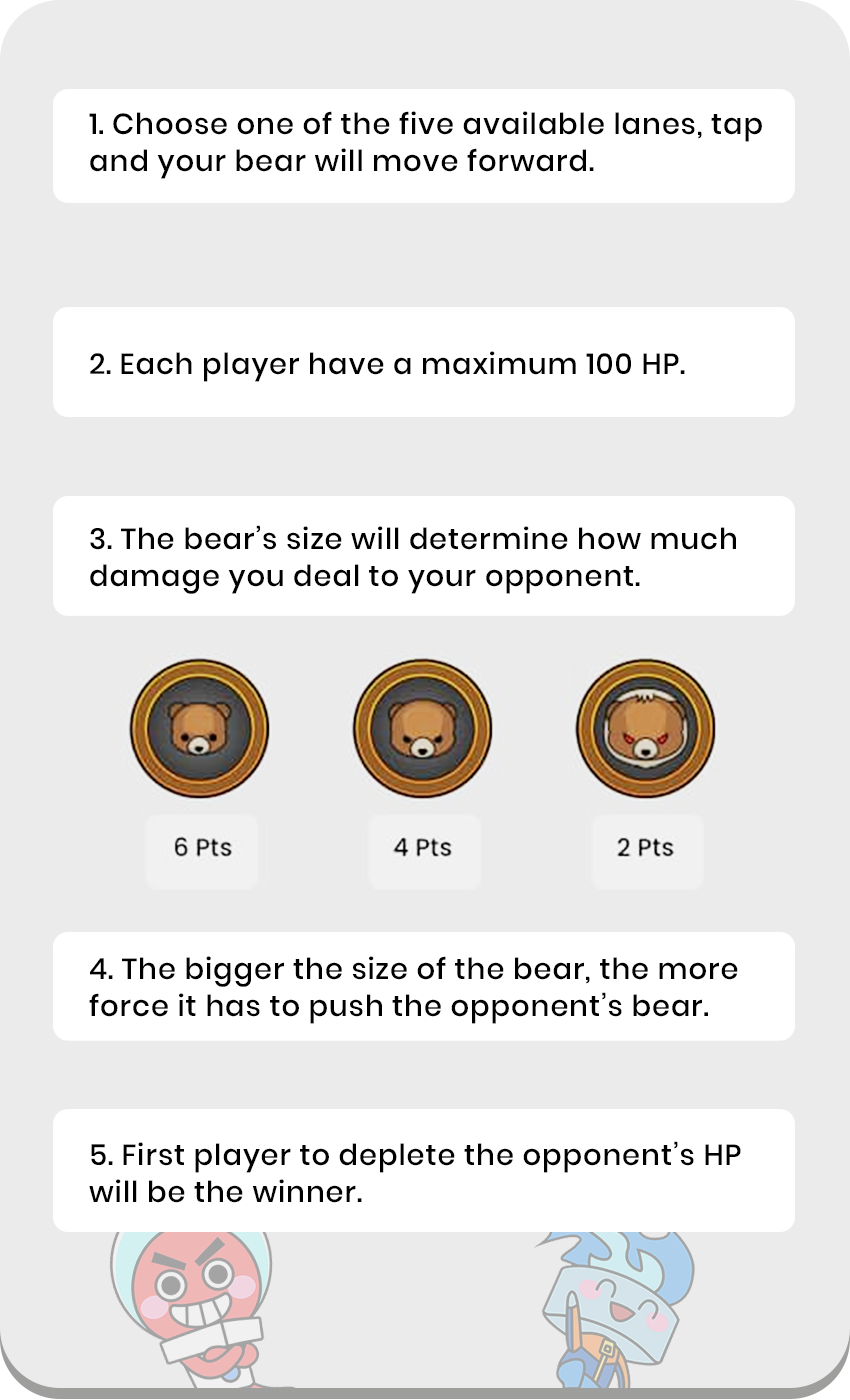 1. Choose one of the five available lanes, tap
and your bear will move forward.
2. Each player have a maximum 100 HP.
3. The bear’s size will determine how much
damage you deal to your opponent.
6 Pts
4 Pts
2 Pts
4. The bigger the size of the bear, the more
force it has to push the opponent’s bear.
5. First player to deplete the opponent’s HP
will be the winner.